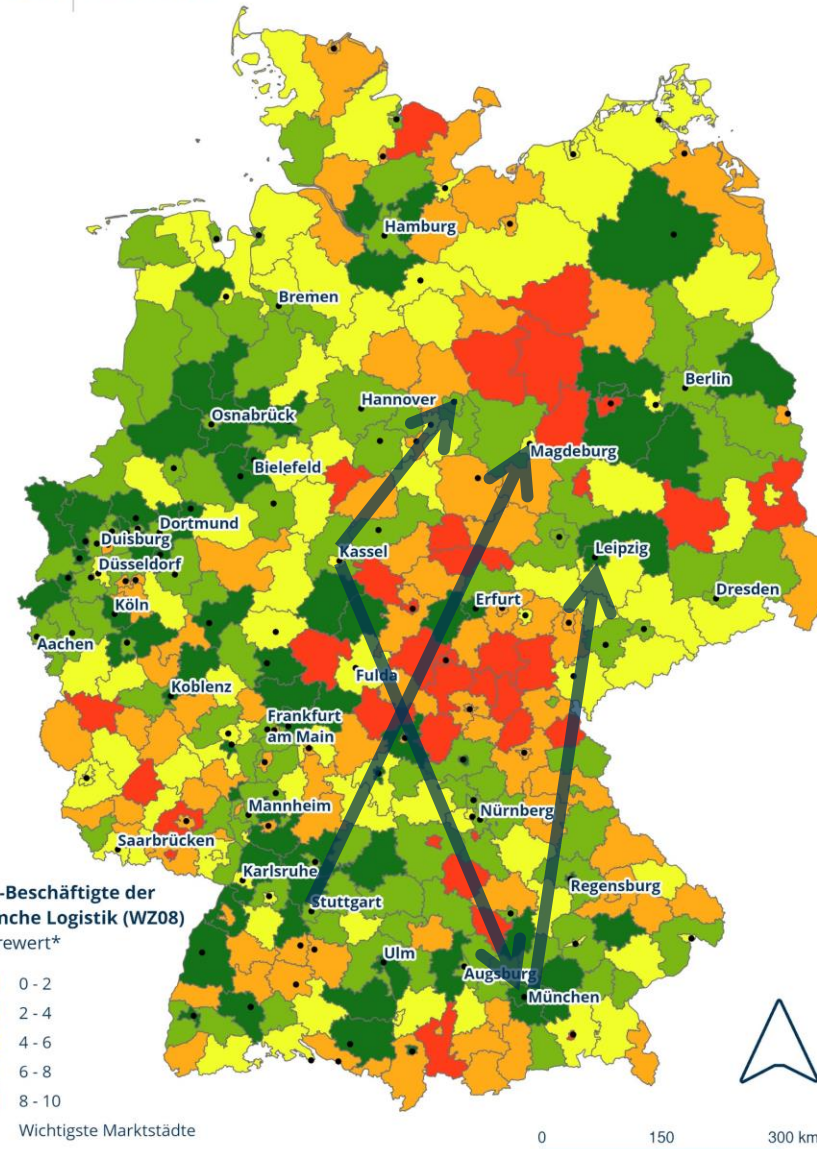 Hamburg
Bremen
Berlin
Hannover
Osnabrück
Magdeburg
Bielefeld
Dortmund
Duisburg
Kassel
Leipzig
Düsseldorf
Dresden
Köln
Erfurt
Aachen
Fulda
Koblenz
Frankfurt
am Main
Mannheim
Nürnberg
Saarbrücken
Karlsruhe
Regensburg
-Beschäftigte der
nche Logistik (WZ08)
rewert*
Stuttgart
Ulm
Augsburg
München
0 - 2
2 - 4
4 - 6
6 - 8
8 - 10
Wichtigste Marktstädte
0 150 300 km